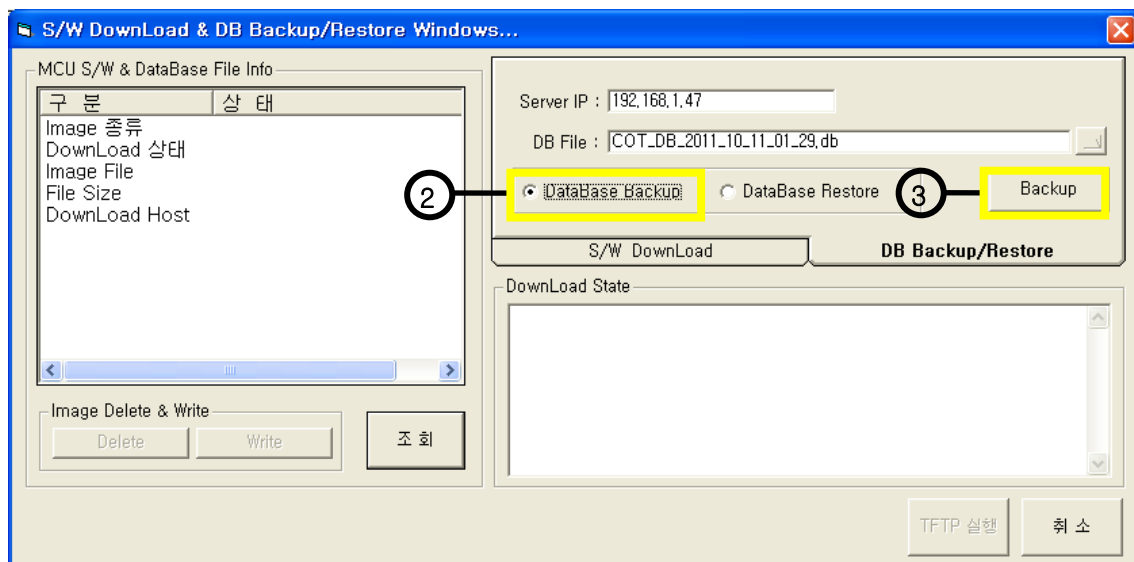 S/W DownLoad & DB Backup/Restore Windows...
MCU S/W & DataBase File Info
구 분 상 태
Image 종류
DownLoad 상태
Image File
File Size
DownLoad Host
Image Delete & Write
Delete Write
조 회
Server IP : 192,168,1,47
DB File : COT_DB_2011_10_11_01_29,db
2 DataBase Backup DataBase Restore 3 Backup
S/W DownLoad DB Backup/Restore
DownLoad State
TFTP 실행 취 소